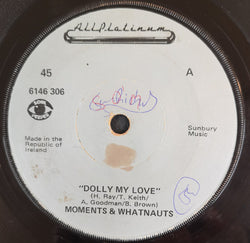 All Platinum
45
A
6146 306
Made in the
Republic of
Ireland
Sunbury
Music
"DOLLY MY LOVE"
(H. Ray/T. Keith/
A. Goodman/B. Brown)
MOMENTS & WHATNAUTS